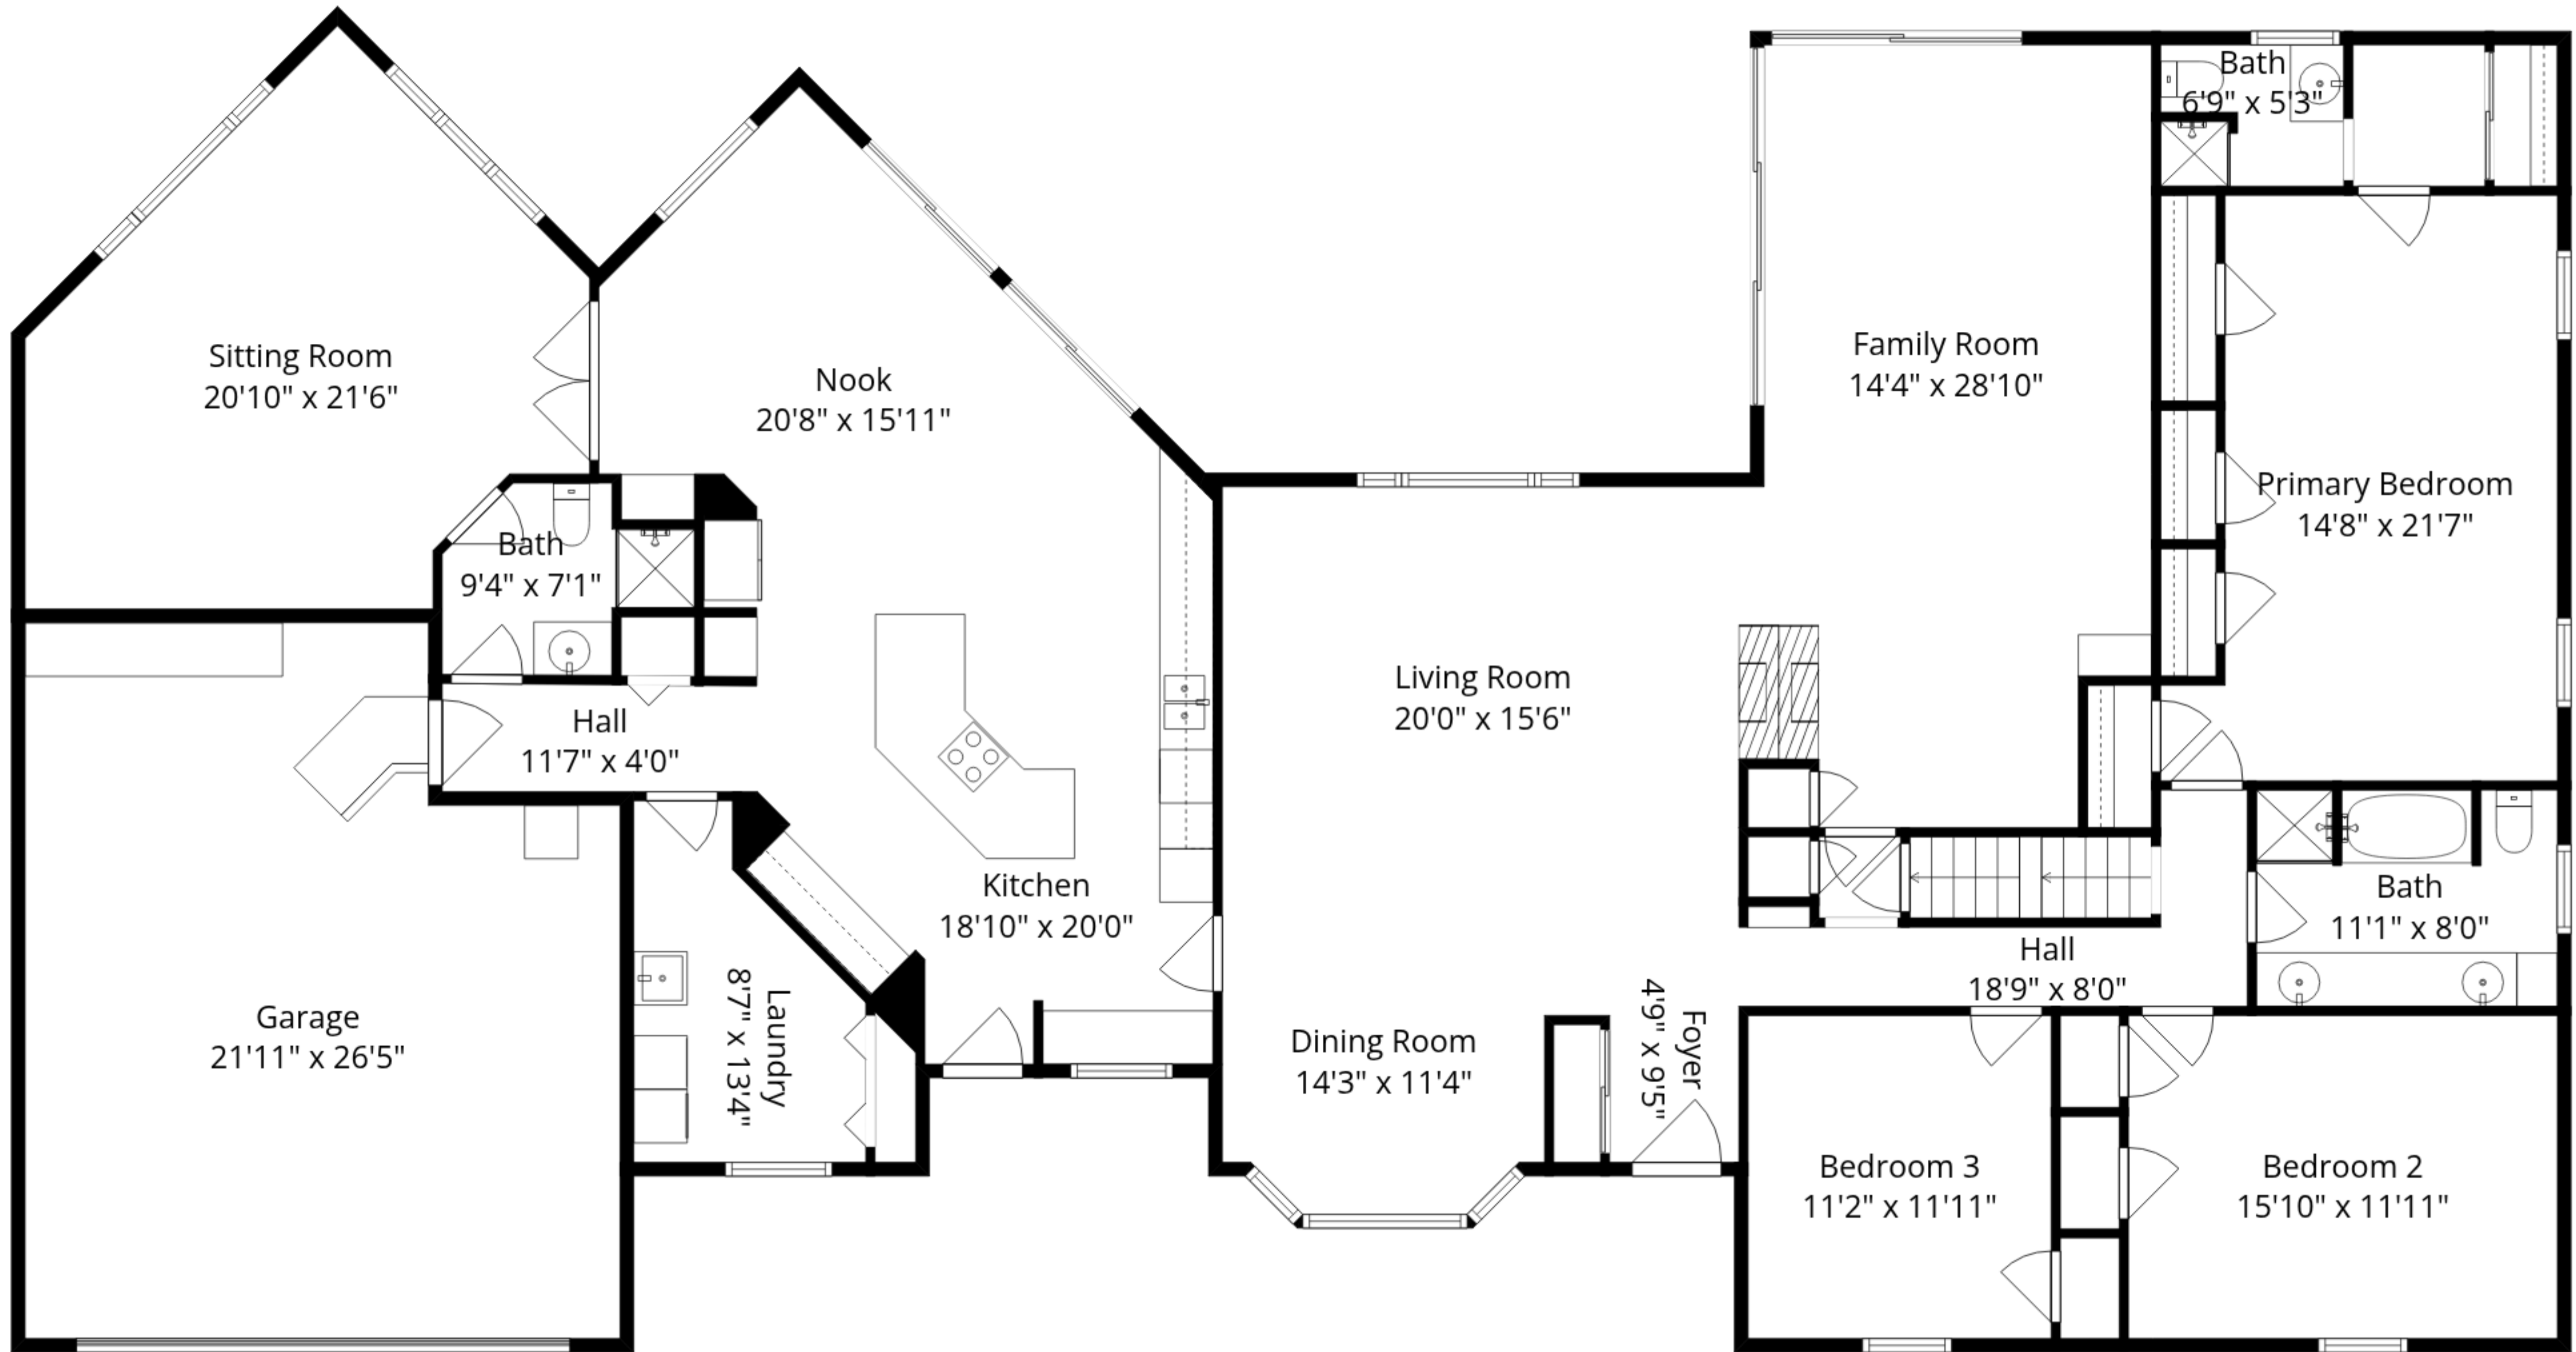 Bath
6'9" x 5'3"
Sitting Room
20'10" x 21'6"
Nook
20'8" x 15'11"
Family Room
14'4" x 28'10"
Primary Bedroom
14'8" x 21'7"
Bath
9'4" x 7'1"
Hall
11'7" x 4'0"
Living Room
20'0" x 15'6"
Kitchen
18'10" x 20'0"
Bath
11'1" x 8'0"
Hall
18'9" x 8'0"
Garage
21'11" x 26'5"
Laundry
8'7" x 13'4"
Dining Room
14'3" x 11'4"
Foyer
4'9" x 9'5"
Bedroom 3
11'2" x 11'11"
Bedroom 2
15'10" x 11'11"